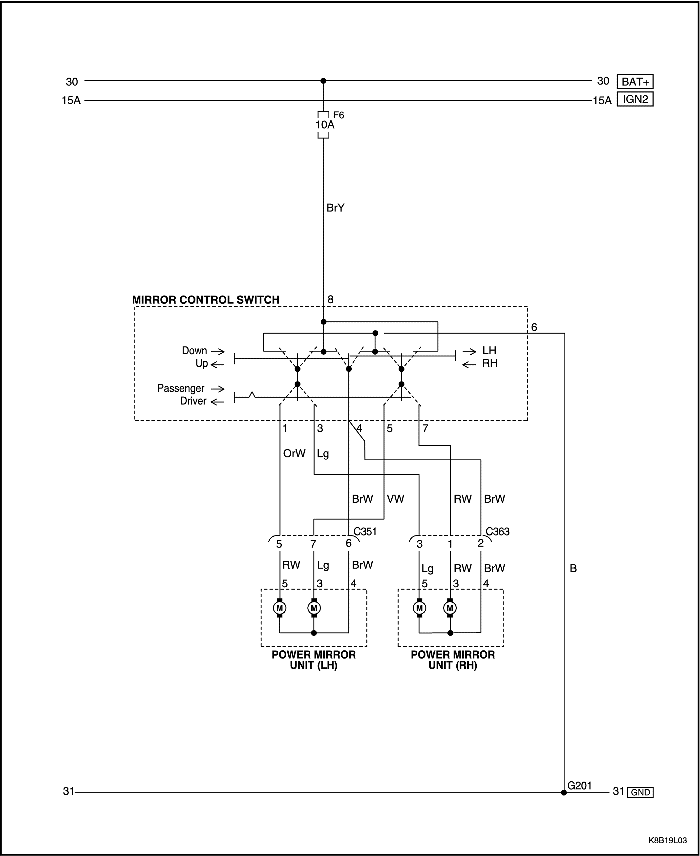 30 30 BAT+
15A 15A IGN2
F6
10A
BrY
MIRROR CONTROL SWITCH 8
6
Down LH
Up RH
Passenger
Driver
1 3 4 5 7
OrW Lg
BrW VW RW BrW
C351 C363
5 7 6 3 1 2
RW Lg BrW Lg RW BrW B
5 3 4 5 3 4
M M M M
POWER MIRROR POWER MIRROR
UNIT (LH) UNIT (RH)
G201
31 31 GND
K8B19L03